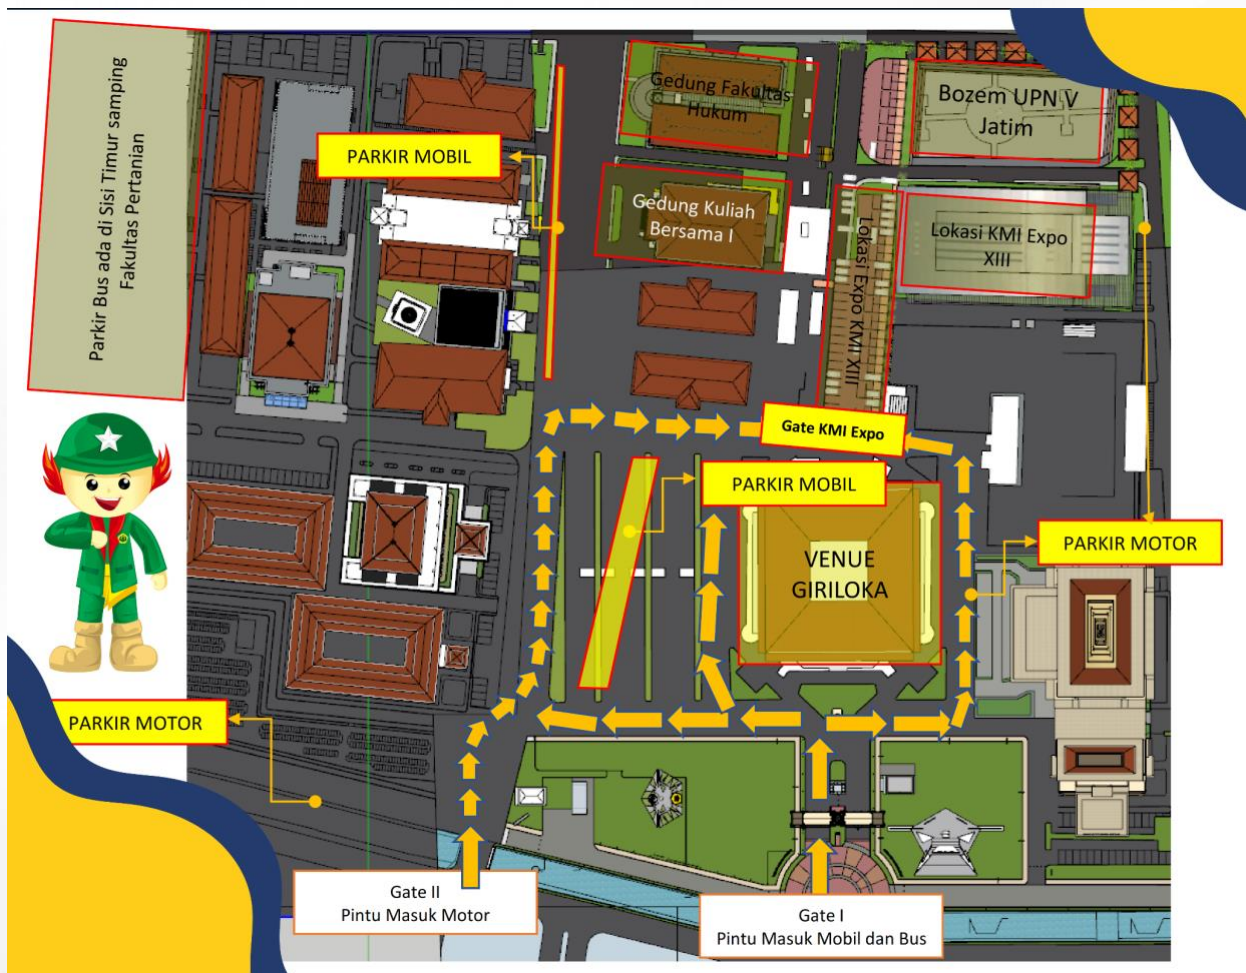 Parkir Bus ada di Sisi Timur samping
Fakultas Pertanian
Gedung Fakultas
Hukum
Bozem UPN V
Jatim
PARKIR MOBIL
Gedung Kuliah
Bersama I
Lokasi Expo KMI XIII
Lokasi KMI Expo
XIII
Gate KMI Expo
PARKIR MOBIL
VENUE
GIRILOKA
PARKIR MOTOR
PARKIR MOTOR
Gate II
Pintu Masuk Motor
Gate I
Pintu Masuk Mobil dan Bus